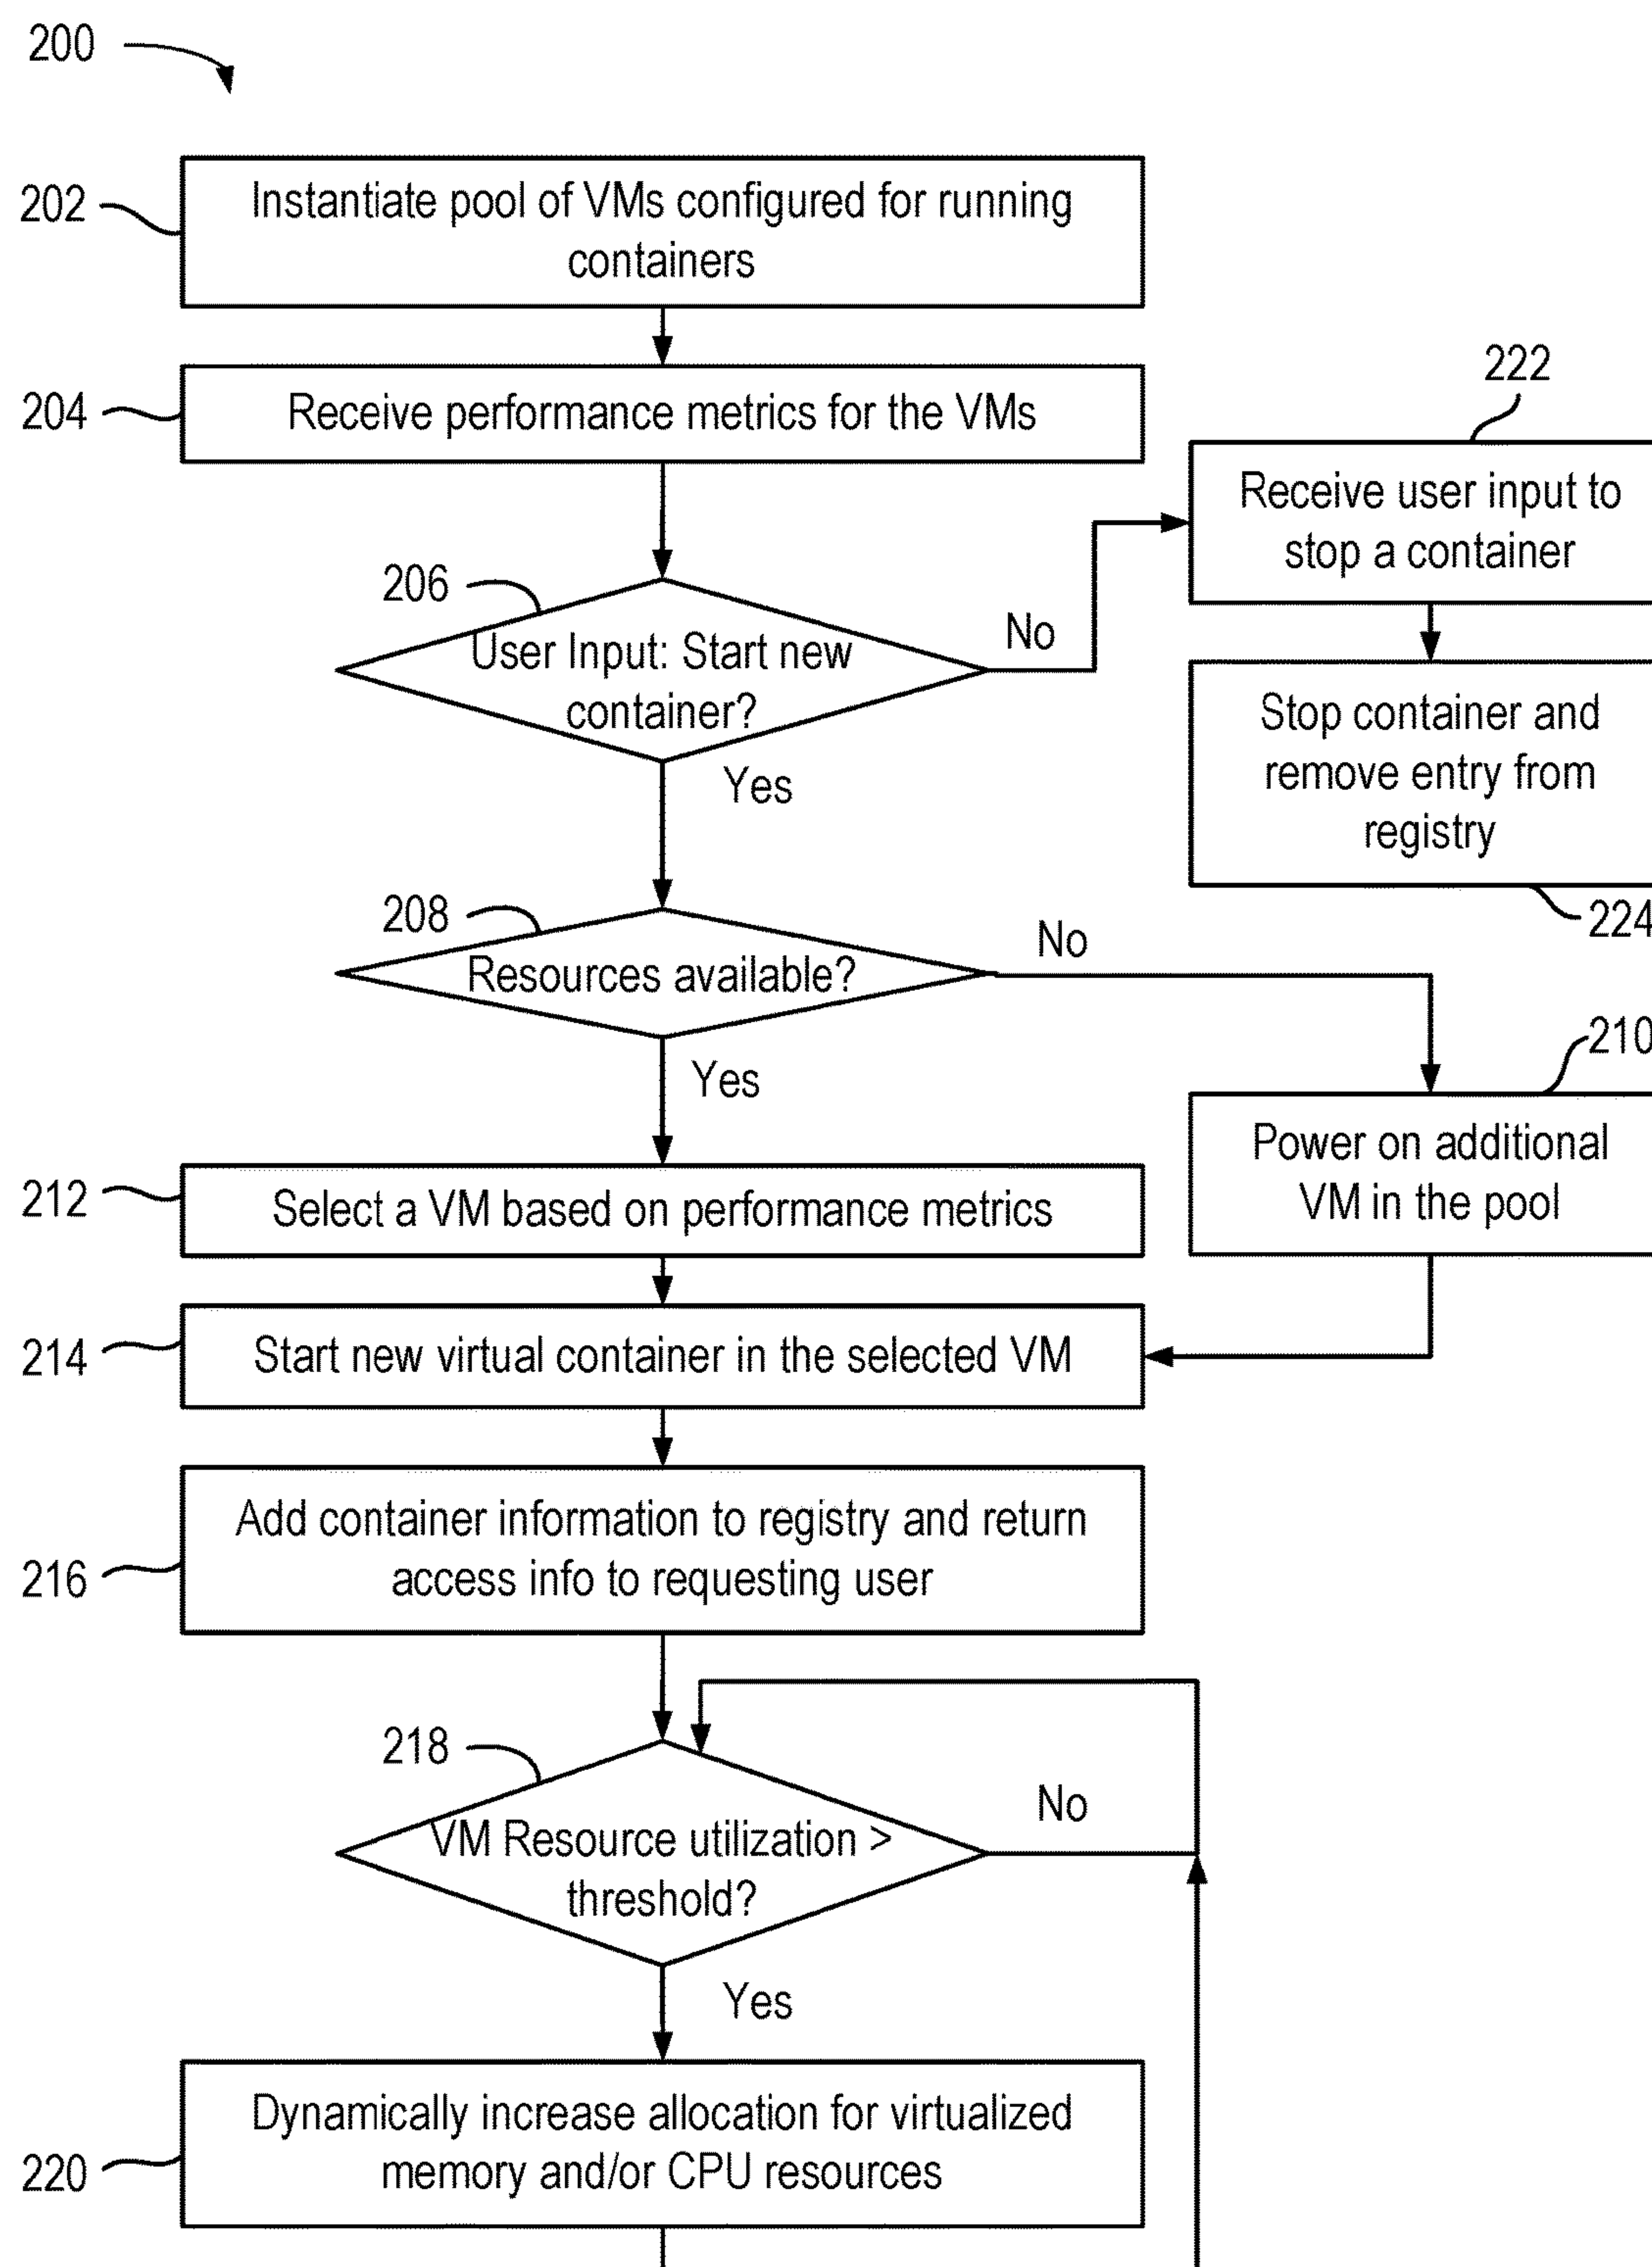 200
202
Instantiate pool of VMs configured for running
containers
204
Receive performance metrics for the VMs
222
Receive user input to
stop a container
206
User Input: Start new
container?
No
Yes
Stop container and
remove entry from
registry
224
208
Resources available?
No
Yes
210
Power on additional
VM in the pool
212
Select a VM based on performance metrics
214
Start new virtual container in the selected VM
216
Add container information to registry and return
access info to requesting user
218
VM Resource utilization >
threshold?
No
Yes
220
Dynamically increase allocation for virtualized
memory and/or CPU resources